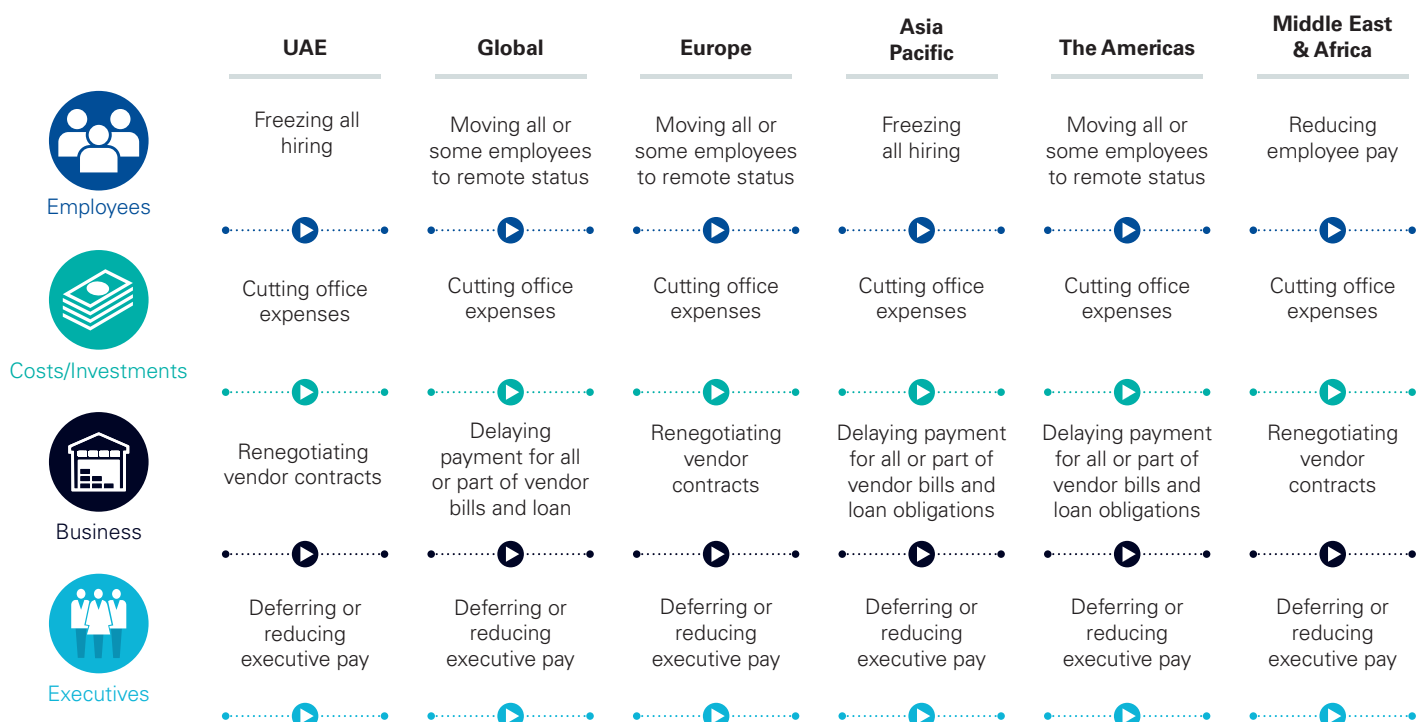 UAE
Global
Europe
Asia
Pacific
The Americas
Middle East
& Africa
Employees
Freezing all
hiring
Moving all or
some employees
to remote status
Moving all or
some employees
to remote status
Freezing
all hiring
Moving all or
some employees
to remote status
Reducing
employee pay
Costs/Investments
Cutting office
expenses
Cutting office
expenses
Cutting office
expenses
Cutting office
expenses
Cutting office
expenses
Cutting office
expenses
Business
Renegotiating
vendor contracts
Delaying
payment for all
or part of vendor
bills and loan
Renegotiating
vendor
contracts
Delaying payment
for all or part of
vendor bills and
loan obligations
Delaying payment
for all or part of
vendor bills and
loan obligations
Renegotiating
vendor
contracts
Executives
Deferring or
reducing
executive pay
Deferring or
reducing
executive pay
Deferring or
reducing
executive pay
Deferring or
reducing
executive pay
Deferring or
reducing
executive pay
Deferring or
reducing
executive pay